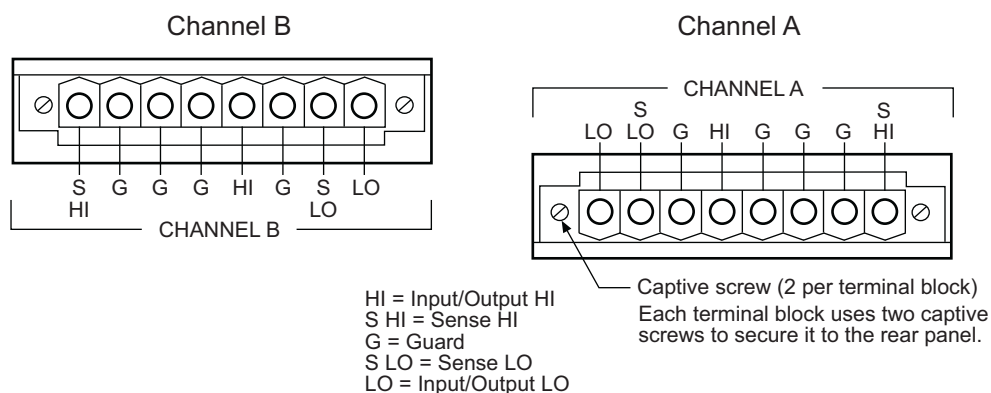 Channel B
S HI G G G HI G S LO LO
CHANNEL B
Channel A
CHANNEL A
LO S LO G HI G G G S HI
Captive screw (2 per terminal block)
Each terminal block uses two captive
screws to secure it to the rear panel.
HI = Input/Output HI
S HI = Sense HI
G = Guard
S LO = Sense LO
LO = Input/Output LO